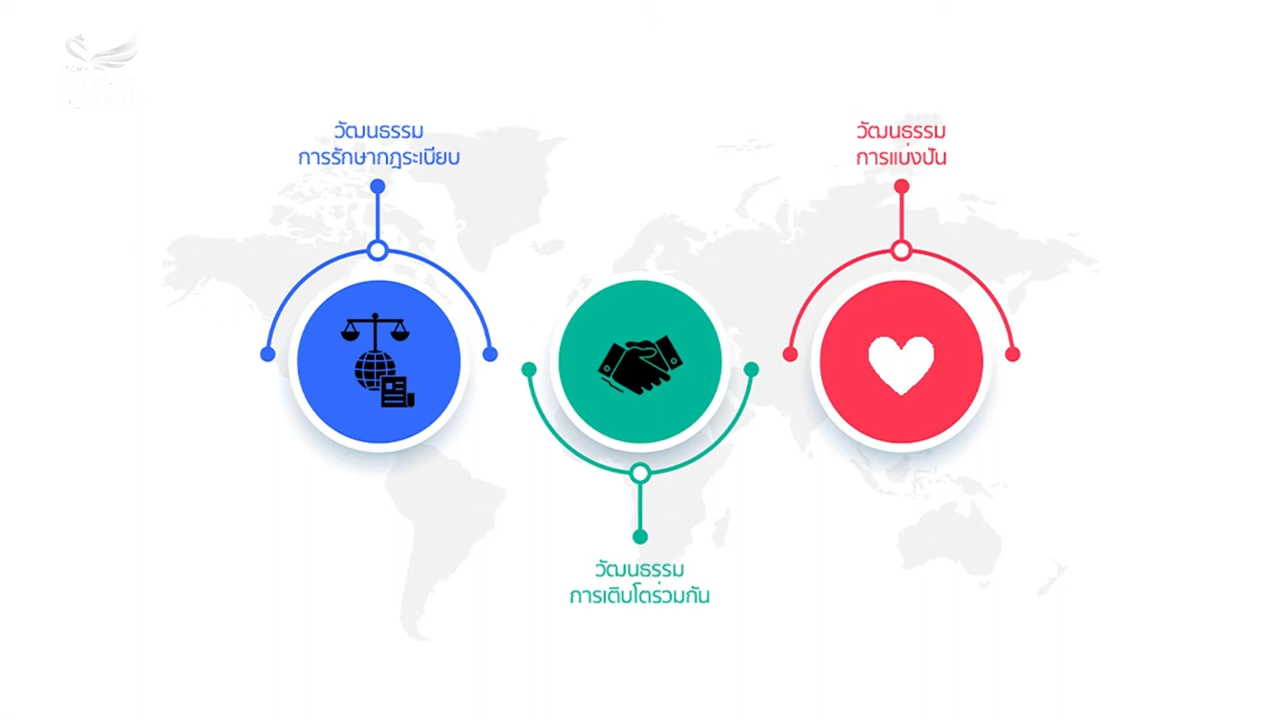 วัฒนธรรม
การรักษากฎระเบียบ
วัฒนธรรม
การแบ่งปัน
วัฒนธรรม
การเติบโตร่วมกัน